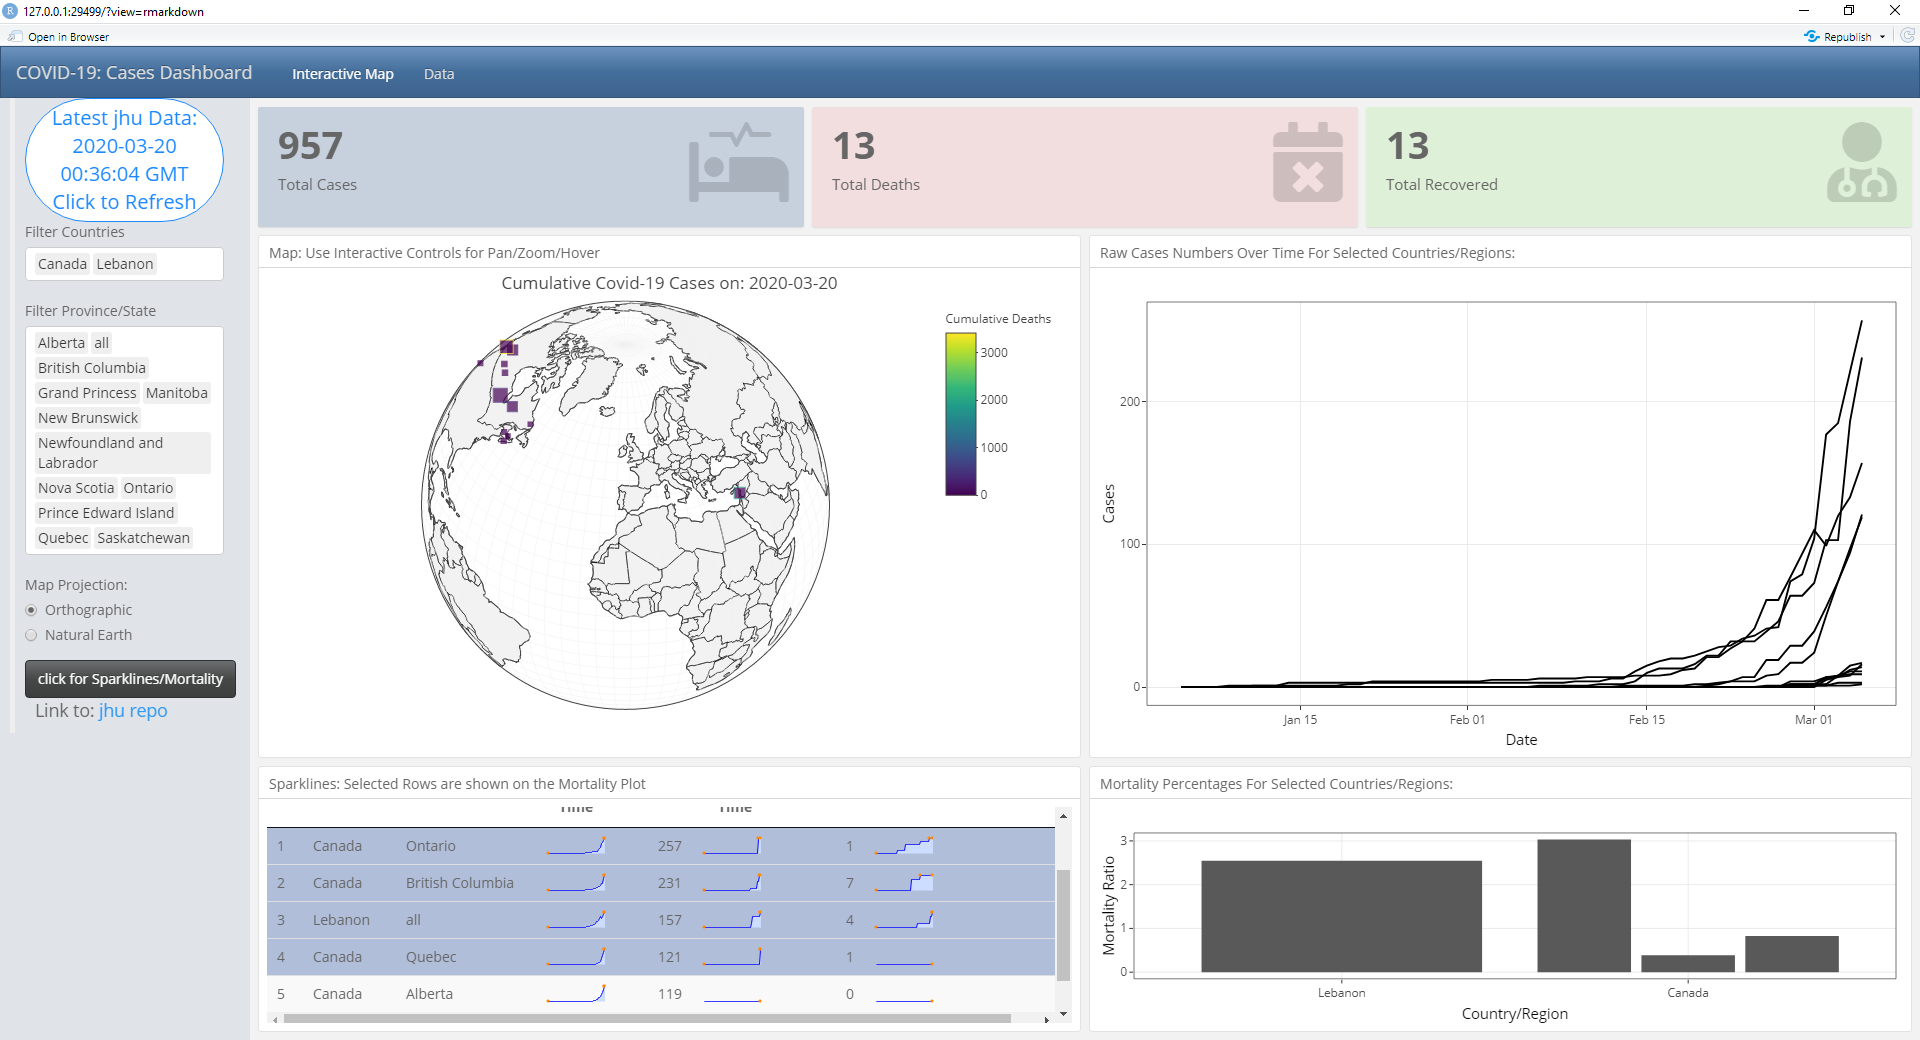 127.0.0.1:29499/?view=rmarkdown
Open in Browser
Republish
COVID-19: Cases Dashboard
Interactive Map
Data
Latest jhu Data:
2020-03-20
00:36:04 GMT
Click to Refresh
Filter Countries
Canada Lebanon
Filter Province/State
Alberta all
British Columbia
Grand Princess Manitoba
New Brunswick
Newfoundland and
Labrador
Nova Scotia Ontario
Prince Edward Island
Quebec Saskatchewan
Map Projection:
Orthographic
Natural Earth
click for Sparklines/Mortality
Link to: jhu repo
957
Total Cases
13
Total Deaths
13
Total Recovered
Map: Use Interactive Controls for Pan/Zoom/Hover
Cumulative Covid-19 Cases on: 2020-03-20
Cumulative Deaths
3000
2000
1000
0
Raw Cases Numbers Over Time For Selected Countries/Regions:
Cases
200
100
0
Jan 15 Feb 01 Feb 15 Mar 01
Date
Sparklines: Selected Rows are shown on the Mortality Plot
Time Time
1 Canada Ontario 257 1
2 Canada British Columbia 231 7
3 Lebanon all 157 4
4 Canada Quebec 121 1
5 Canada Alberta 119 0
Mortality Percentages For Selected Countries/Regions:
Mortality Ratio
3
2
1
0
Lebanon Canada
Country/Region